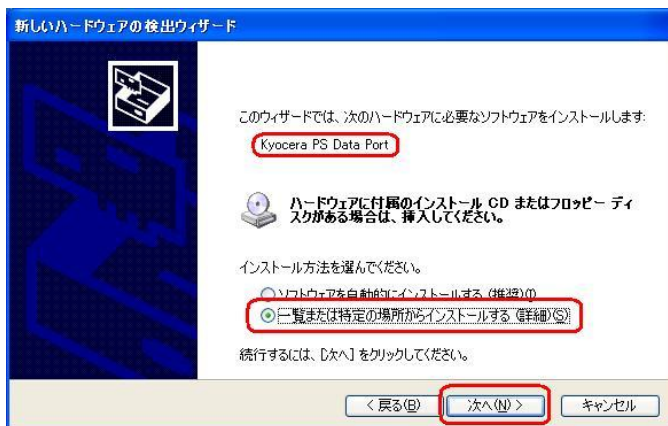 新しいハードウェアの検出ウィザード
このウィザードでは、次のハードウェアに必要なソフトウェアをインストールします:
Kyocera PS Data Port
ハードウェアに付属のインストール CD またはフロッピー ディ
スクがある場合は、挿入してください。
インストール方法を選んでください。
ソフトウェアを自動的にインストールする (推奨)(I)
一覧または特定の場所からインストールする (詳細)(S)
続行するには、[次へ] をクリックしてください。
< 戻る(B)
次へ(N) >
キャンセル